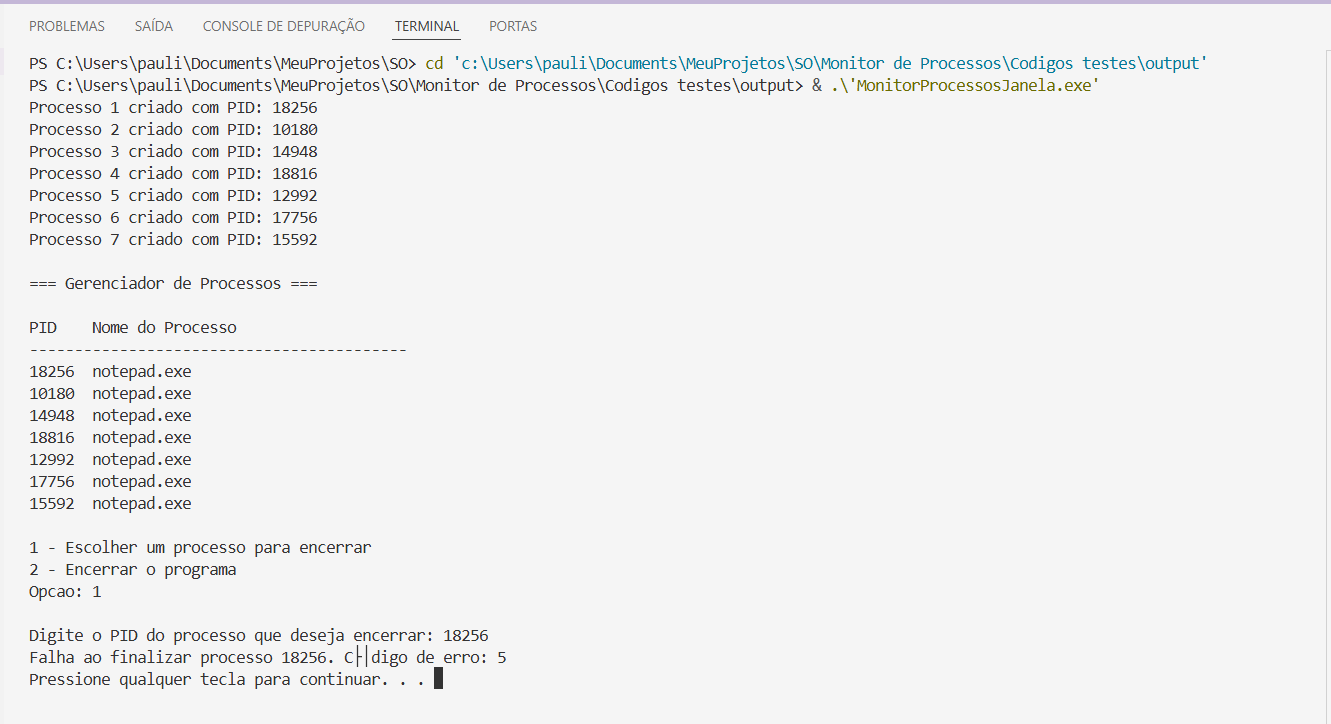 PROBLEMAS SAÍDA CONSOLE DE DEPURAÇÃO TERMINAL PORTAS
PS C:\Users\pauli\Documents\MeuProjetos\SO> cd 'c:\Users\pauli\Documents\MeuProjetos\SO\Monitor de Processos\Codigos testes\output'
PS C:\Users\pauli\Documents\MeuProjetos\SO\Monitor de Processos\Codigos testes\output> & .\'MonitorProcessosJanela.exe'
Processo 1 criado com PID: 18256
Processo 2 criado com PID: 10180
Processo 3 criado com PID: 14948
Processo 4 criado com PID: 18816
Processo 5 criado com PID: 12992
Processo 6 criado com PID: 17756
Processo 7 criado com PID: 15592
=== Gerenciador de Processos ===
PID Nome do Processo
------------------------------------------
18256 notepad.exe
10180 notepad.exe
14948 notepad.exe
18816 notepad.exe
12992 notepad.exe
17756 notepad.exe
15592 notepad.exe
1 - Escolher um processo para encerrar
2 - Encerrar o programa
Opcao: 1
Digite o PID do processo que deseja encerrar: 18256
Falha ao finalizar processo 18256. C├│digo de erro: 5
Pressione qualquer tecla para continuar. . .